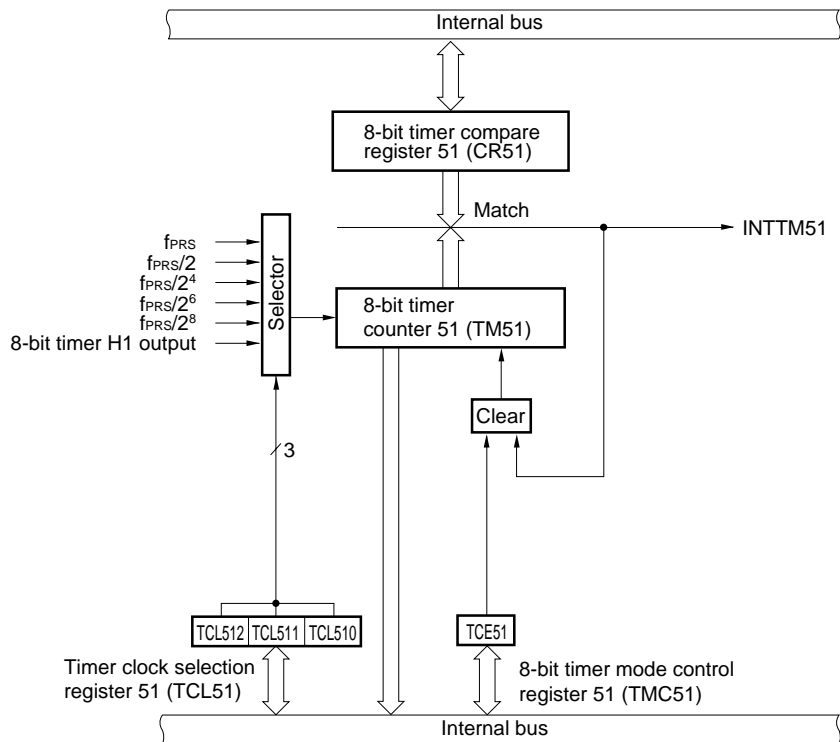 Internal bus
8-bit timer compare
register 51 (CR51)
Match
INTTM51
fPRS
fPRS/2
fPRS/2⁴
fPRS/2⁶
fPRS/2⁸
8-bit timer H1 output
Selector
8-bit timer
counter 51 (TM51)
Clear
3
TCL512 TCL511 TCL510
TCE51
Timer clock selection
register 51 (TCL51)
8-bit timer mode control
register 51 (TMC51)
Internal bus